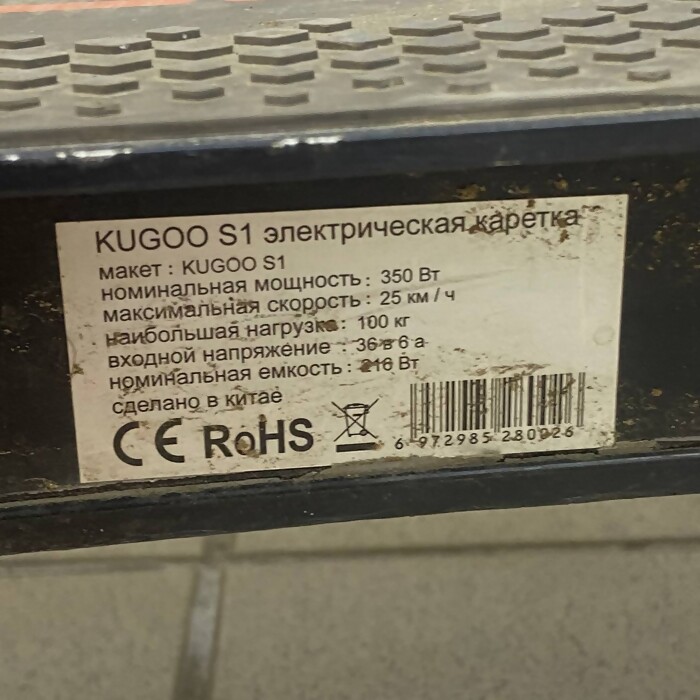 KUGOO S1 электрическая каретка
макет : KUGOO S1
номинальная мощность : 350 Вт
максимальная скорость : 25 км / ч
наибольшая нагрузка : 100 кг
входной напряжение : 36 в 6 а
номинальная емкость : 216 Вт
сделано в китае
CE RoHS
6 972985 280926